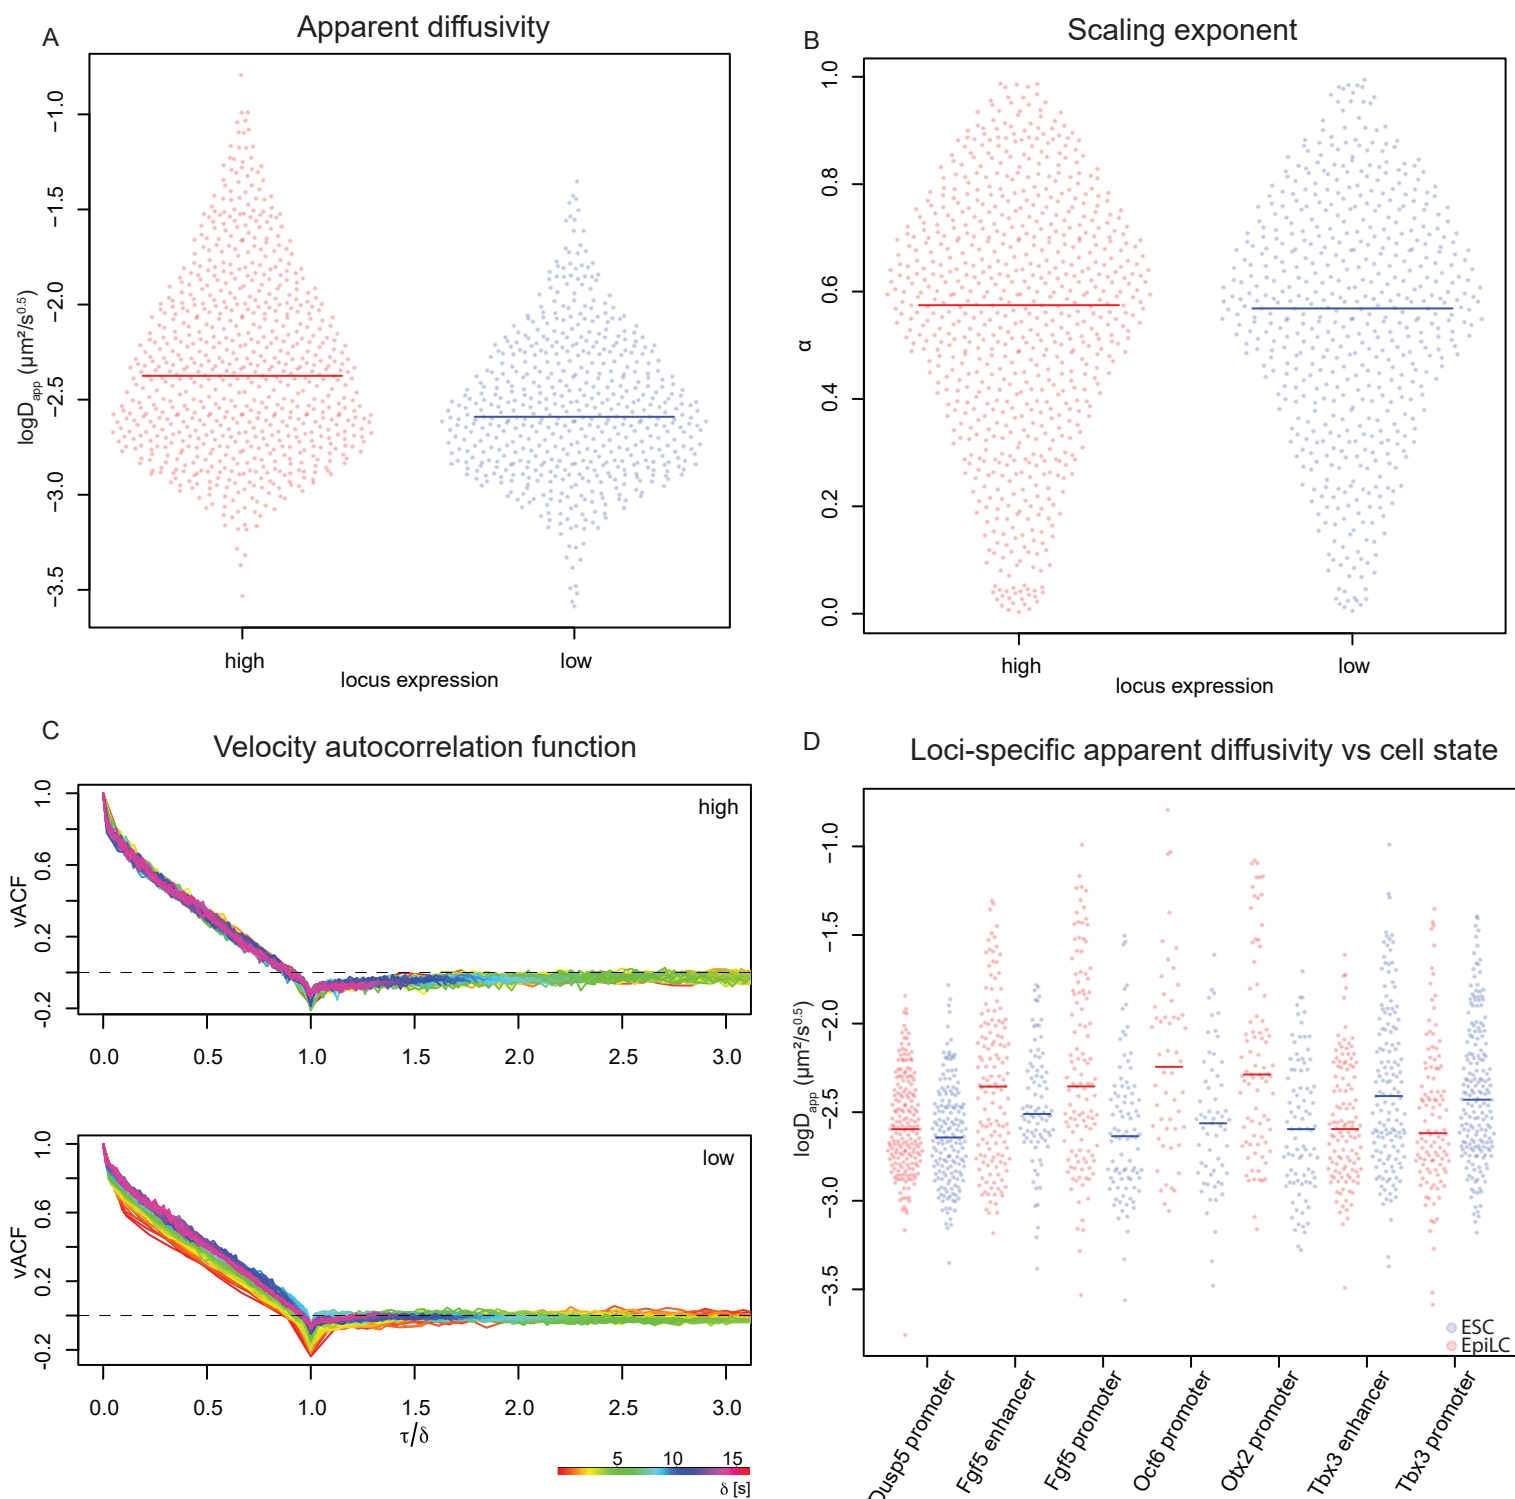 A
Apparent diffusivity
logD_app (µm²/s^0.5)
−1.0
−1.5
−2.0
−2.5
−3.0
−3.5
high
low
locus expression
B
Scaling exponent
α
1.0
0.8
0.6
0.4
0.2
0.0
high
low
locus expression
C
Velocity autocorrelation function
vACF
1.0
0.6
0.2
-0.2
high
0.0 0.5 1.0 1.5 2.0 2.5 3.0
vACF
1.0
0.6
0.2
-0.2
low
0.0 0.5 1.0 1.5 2.0 2.5 3.0
τ/δ
5 10 15
δ [s]
D
Loci-specific apparent diffusivity vs cell state
logD_app (µm²/s^0.5)
−1.0
−1.5
−2.0
−2.5
−3.0
−3.5
ESC
EpiLC
Dusp5 promoter
Fgf5 enhancer
Fgf5 promoter
Oct6 promoter
Otx2 promoter
Tbx3 enhancer
Tbx3 promoter